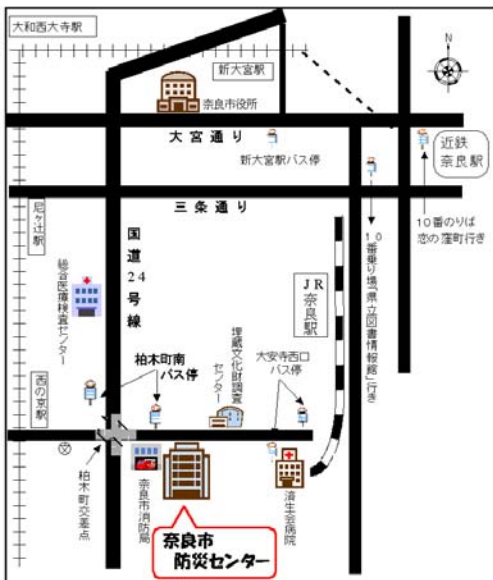 大和西大寺駅
新大宮駅
N
奈良市役所
大宮通り
新大宮駅バス停
近鉄
奈良駅
三条通り
10番のりば
恋の窪町行き
尼ヶ辻駅
国道24号線
JR
奈良駅
10番乗り場「県立図書情報館」行き
総合医療検査センター
柏木町南
バス停
埋蔵文化財調査
センター
大安寺西口
バス停
西の京駅
柏木町交差点
奈良市消防局
済生会病院
奈良市
防災センター